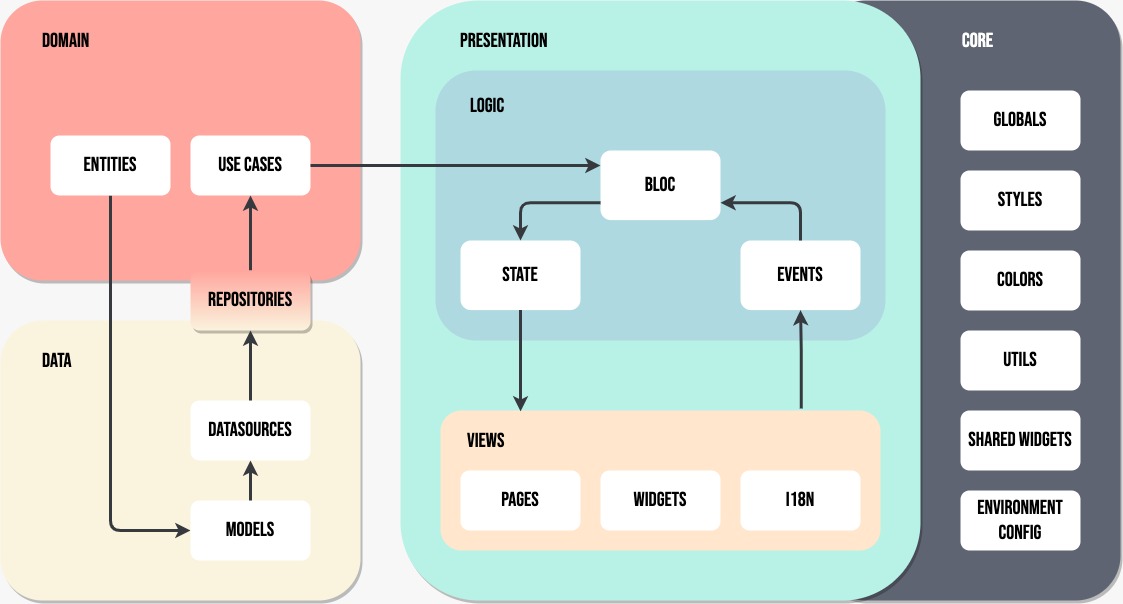 DOMAIN
ENTITIES
USE CASES
REPOSITORIES
DATA
DATASOURCES
MODELS
PRESENTATION
LOGIC
BLOC
STATE
EVENTS
VIEWS
PAGES
WIDGETS
I18N
CORE
GLOBALS
STYLES
COLORS
UTILS
SHARED WIDGETS
ENVIRONMENT
CONFIG